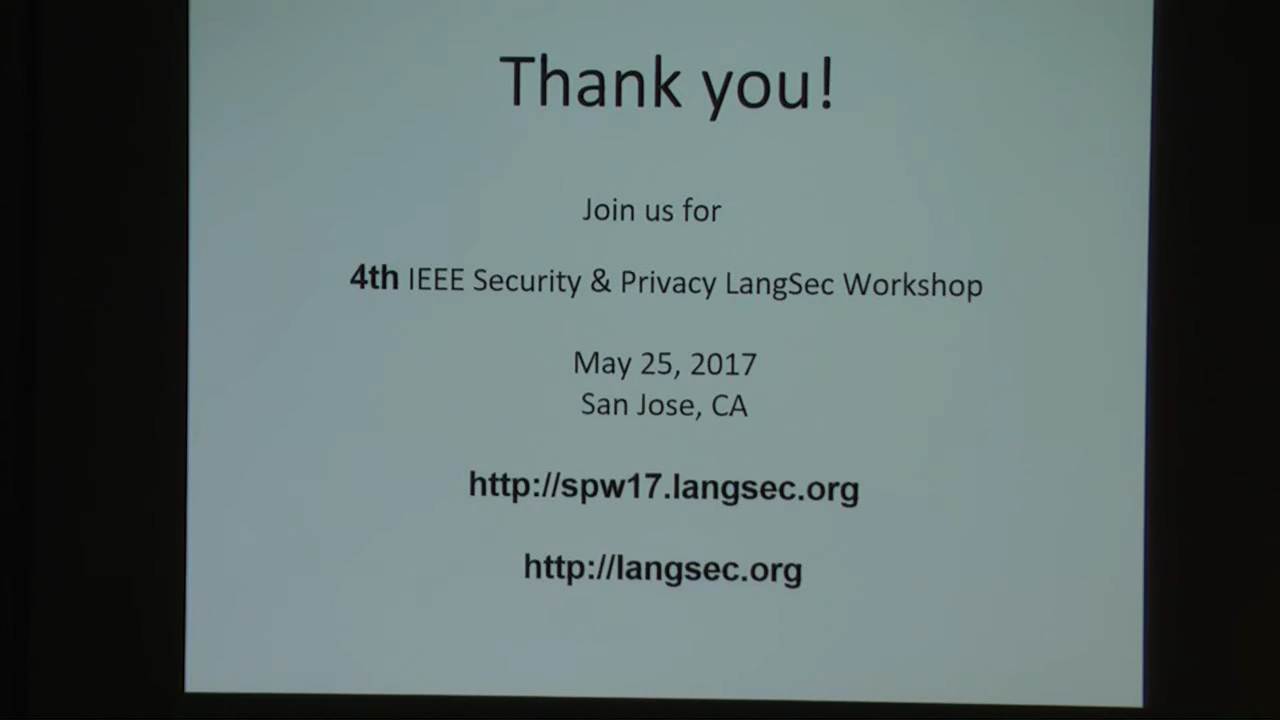 Thank you!
Join us for
4th IEEE Security & Privacy LangSec Workshop
May 25, 2017
San Jose, CA
http://spw17.langsec.org
http://langsec.org